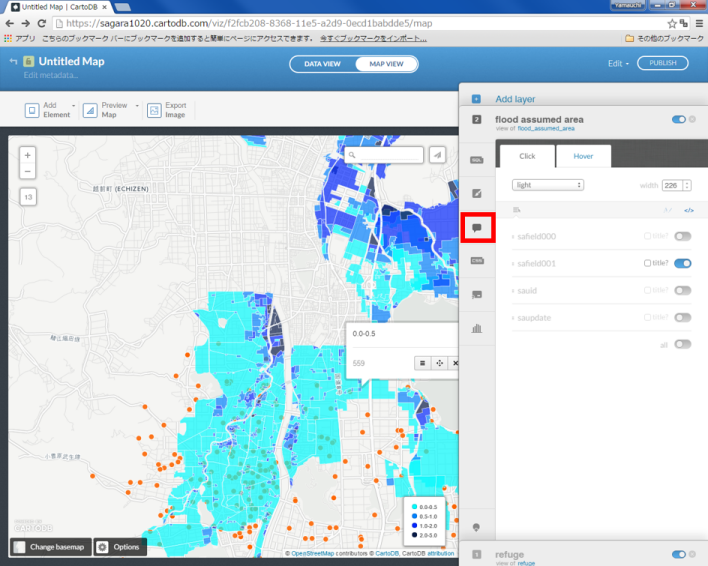 Untitled Map | CartoDB
Yamauchi
https://sagara1020.cartodb.com/viz/f2fcb208-8368-11e5-a2d9-0ecd1babdde5/map
アプリ こちらのブックマーク バーにブックマークを追加すると簡単にページにアクセスできます。 今すぐブックマークをインポート...
その他のブックマーク
Untitled Map
Edit metadata...
DATA VIEW
MAP VIEW
Edit
PUBLISH
Add Element
Preview Map
Export Image
Add layer
2
flood assumed area
view of flood_assumed_area
SQL
CSS
Click
Hover
light
width 226
</>
safield000
title?
safield001
title?
sauid
title?
saupdate
title?
all
+
−
13
越前町 (ECHIZEN)
0.0-0.5
559
0.0-0.5
0.5-1.0
1.0-2.0
2.0-3.0
CARTODB
Change basemap
Options
© OpenStreetMap contributors © CartoDB, CartoDB attribution
1
refuge
view of refuge